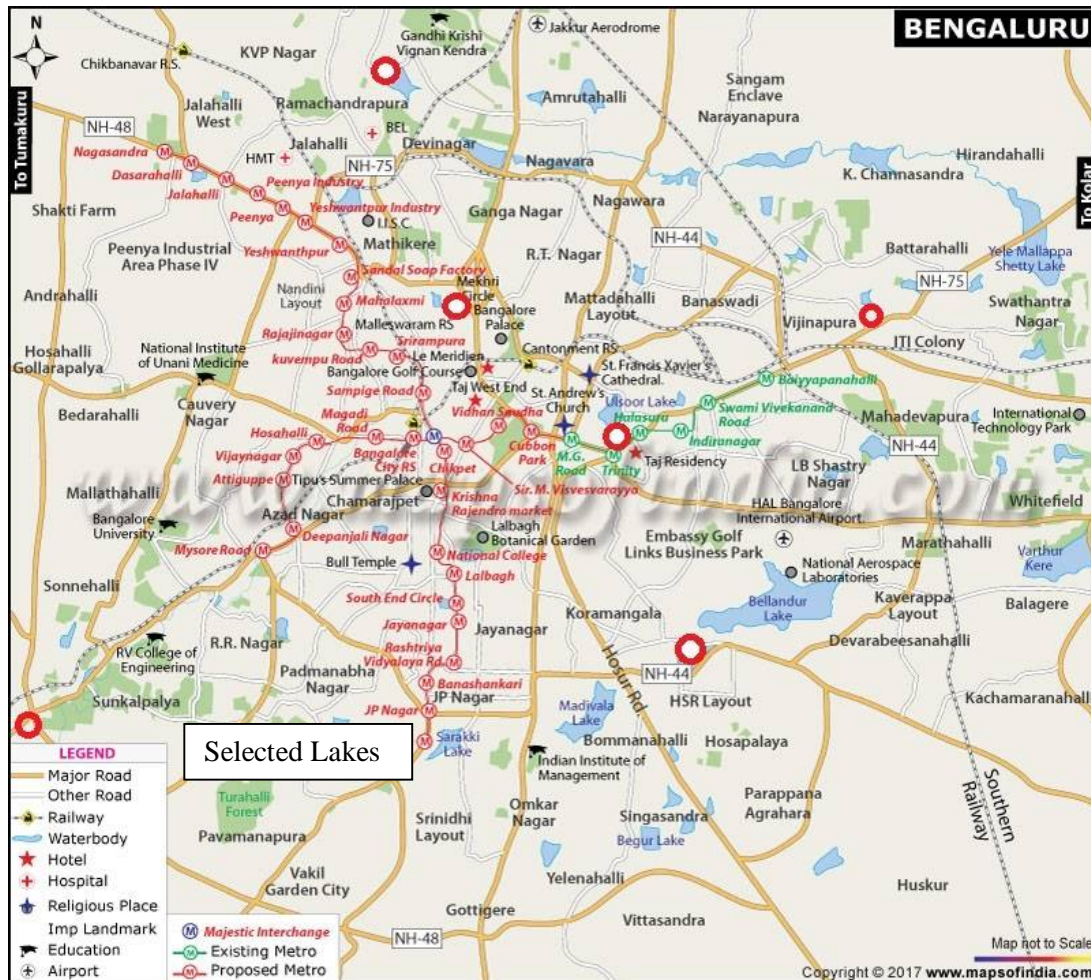 BENGALURU
N
Gandhi Krishi
Vignan Kendra
Jakkur Aerodrome
KVP Nagar
Chikbanavar R.S.
To Tumakuru
Ramachandrapura
Amrutahalli
Sangam
Enclave
Narayanapura
Jalahalli
West
NH-48
BEL
Jalahalli
Devinagar
HMT
NH-75
Nagavara
Hirandahalli
K. Channasandra
To Kolar
Nagasandra
Dasarahalli
Jalahalli
Peenya Industry
Peenya
Yeshwantpur Industry
I.I.S.C
Yeshwanthpur
Mathikere
Ganga Nagar
Nagawara
Shakti Farm
Peenya Industrial
Area Phase IV
NH-44
Battarahalli
Yele Mallappa
Shetty Lake
R.T. Nagar
Sandal Soap Factory
Mekhri
Circle
NH-75
Andrahalli
Nandini
Layout
Mahalaxmi
Bangalore
Palace
Mattadahalli
Layout
Banaswadi
Swathantra
Nagar
Vijinapura
Rajajinagar
Malleswaram RS
Srirampura
ITI Colony
Hosahalli
Gollarapalya
National Institute
of Unani Medicine
kuvempu Road
Le Meridien
Cantonment RS
Bangalore Golf Course
St. Francis Xavier's
Cathedral.
Baiyyapanahalli
Sampige Road
Taj West End
St. Andrew's
Church
Ulsoor Lake
Bedarahalli
Cauvery
Nagar
Magadi
Road
Vidhan Soudha
Halasuru
Swami Vivekanand
Road
Mahadevapura
International
Technology Park
Hosahalli
Cubbon
Park
Indiranagar
NH-44
Vijaynagar
Bangalore
City RS
Chikpet
M.G.
Road
Trinity
Taj Residency
Attiguppe
Tipu's Summer Palace
Sir. M. Visvesvarayya
LB Shastry
Nagar
Mallathahalli
Chamarajpet
Krishna
Rajendro market
HAL Bangalore
International Airport.
Whitefield
Azad Nagar
Bangalore
University.
Deepanjali Nagar
Lalbagh
Botanical Garden
Embassy Golf
Links Business Park
Marathahalli
Mysore Road
National College
Bull Temple
National Aerospace
Laboratories
Varthur
Kere
Sonnehalli
Lalbagh
Kaverappa
Layout
South End Circle
Koramangala
Bellandur
Lake
Balagere
RV College of
Engineering
R.R. Nagar
Jayanagar
Jayanagar
Devarabeesanahalli
Rashtriya
Vidyalaya Rd.
Padmanabha
Nagar
Hosur Rd.
NH-44
Banashankari
Sunkalpalya
JP Nagar
HSR Layout
Kachamaranahall
JP Nagar
Madivala
Lake
Selected Lakes
Sarakki
Lake
Bommanahalli
Hosapalaya
Indian Institute of
Management
Southern
Railway
LEGEND
Major Road
Other Road
Railway
Waterbody
Hotel
Hospital
Religious Place
Imp Landmark
Education
Airport
Majestic Interchange
Existing Metro
Proposed Metro
Turahalli
Forest
Pavamanapura
Srinidhi
Layout
Omkar
Nagar
Singasandra
Parappana
Agrahara
Begur Lake
Vakil
Garden City
Yelenahalli
Huskur
Gottigere
Vittasandra
NH-48
Map not to Scale
Copyright © 2017 www.mapsofindia.com